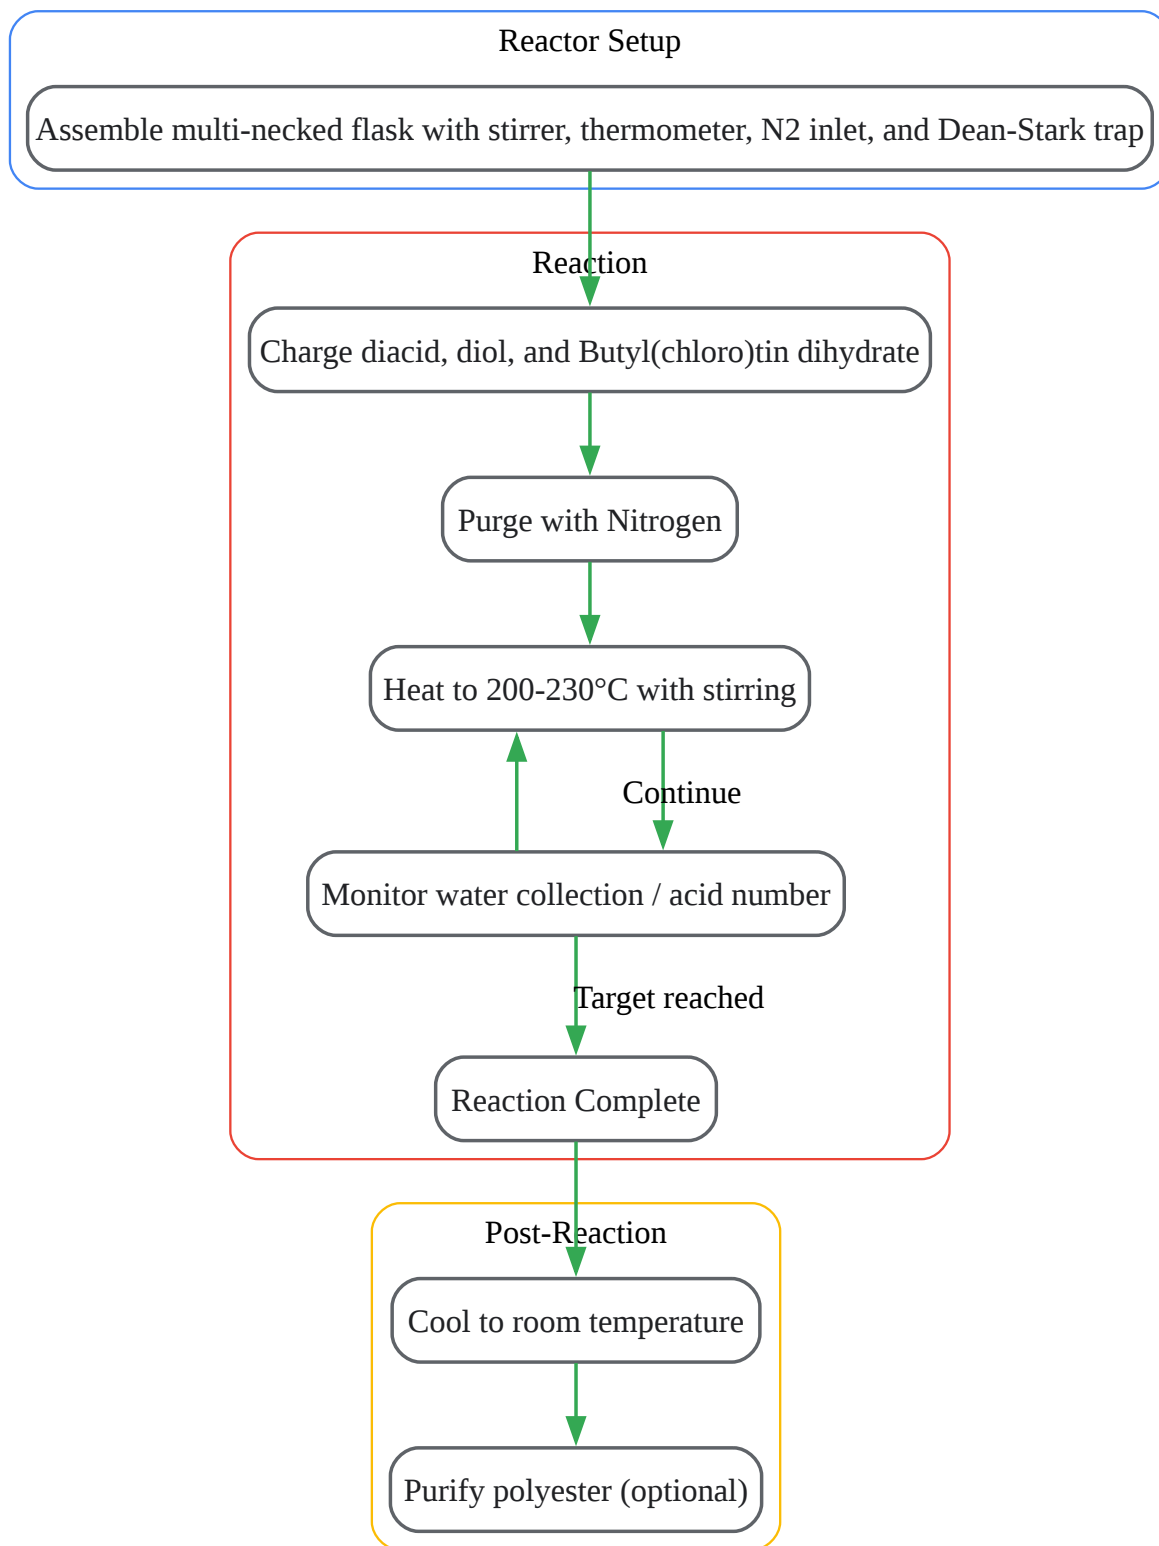 Reactor Setup
Assemble multi-necked flask with stirrer, thermometer, N2 inlet, and Dean-Stark trap
Reaction
Charge diacid, diol, and Butyl(chloro)tin dihydrate
Purge with Nitrogen
Heat to 200-230°C with stirring
Continue
Monitor water collection / acid number
Target reached
Reaction Complete
Post-Reaction
Cool to room temperature
Purify polyester (optional)